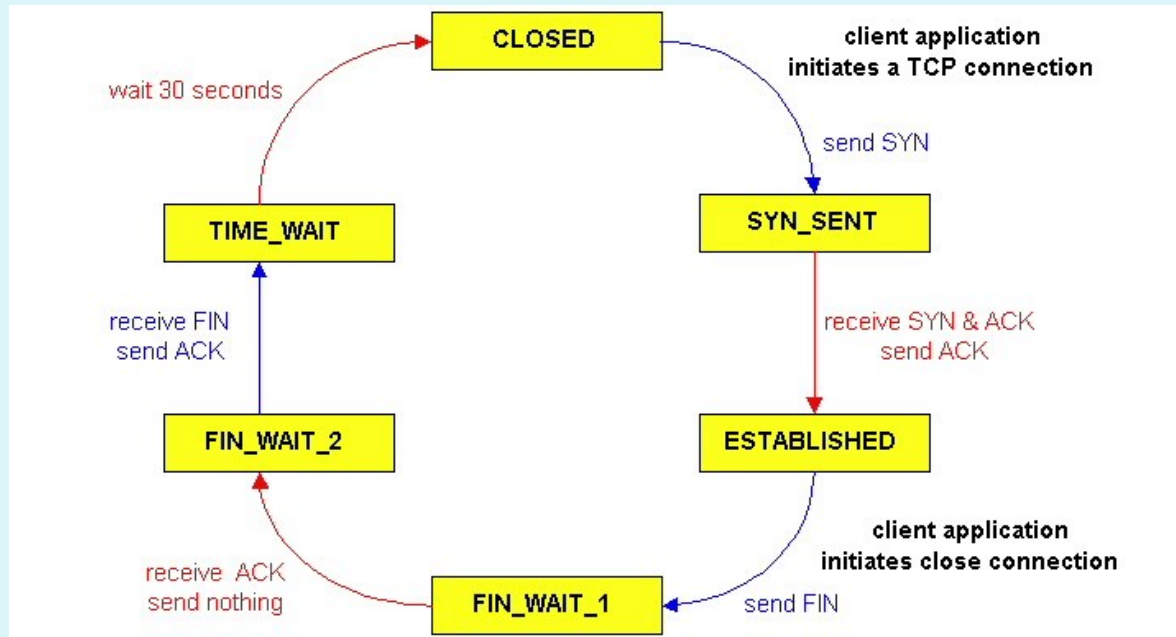 CLOSED
client application
initiates a TCP connection
wait 30 seconds
send SYN
TIME_WAIT
SYN_SENT
receive FIN
send ACK
receive SYN & ACK
send ACK
FIN_WAIT_2
ESTABLISHED
client application
initiates close connection
receive ACK
send nothing
FIN_WAIT_1
send FIN